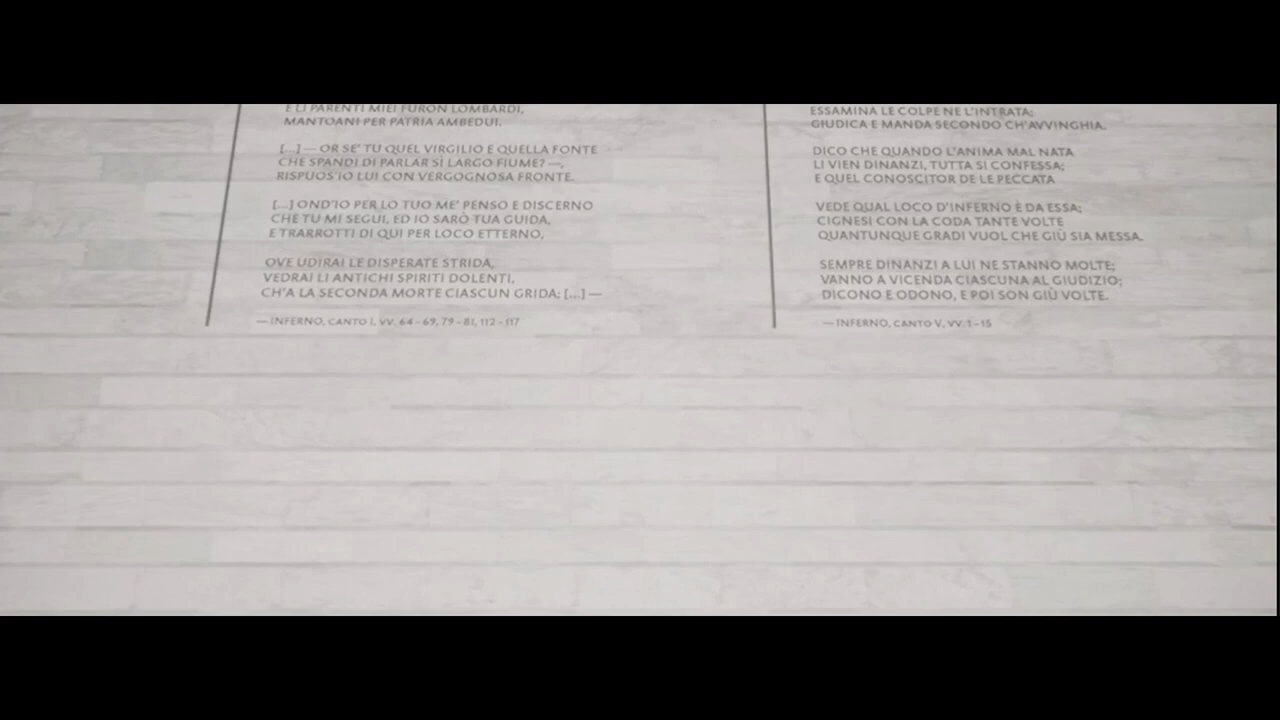 E LI PARENTI MIEI FURON LOMBARDI,
MANTOANI PER PATRIA AMBEDUI.
[...] — OR SE' TU QUEL VIRGILIO E QUELLA FONTE
CHE SPANDI DI PARLAR SÌ LARGO FIUME? —,
RISPUOS'IO LUI CON VERGOGNOSA FRONTE.
[...] OND'IO PER LO TUO ME' PENSO E DISCERNO
CHE TU MI SEGUI, ED IO SARÒ TUA GUIDA,
E TRARROTTI DI QUI PER LOCO ETTERNO,
OVE UDIRAI LE DISPERATE STRIDA,
VEDRAI LI ANTICHI SPIRITI DOLENTI,
CH'A LA SECONDA MORTE CIASCUN GRIDA; [...] —
— INFERNO, CANTO I, VV. 64 - 69, 79 - 81, 112 - 117
ESSAMINA LE COLPE NE L'INTRATA;
GIUDICA E MANDA SECONDO CH'AVVINGHIA.
DICO CHE QUANDO L'ANIMA MAL NATA
LI VIEN DINANZI, TUTTA SI CONFESSA;
E QUEL CONOSCITOR DE LE PECCATA
VEDE QUAL LOCO D'INFERNO È DA ESSA;
CIGNESI CON LA CODA TANTE VOLTE
QUANTUNQUE GRADI VUOL CHE GIÙ SIA MESSA.
SEMPRE DINANZI A LUI NE STANNO MOLTE;
VANNO A VICENDA CIASCUNA AL GIUDIZIO;
DICONO E ODONO, E POI SON GIÙ VOLTE.
— INFERNO, CANTO V, VV. 1-15